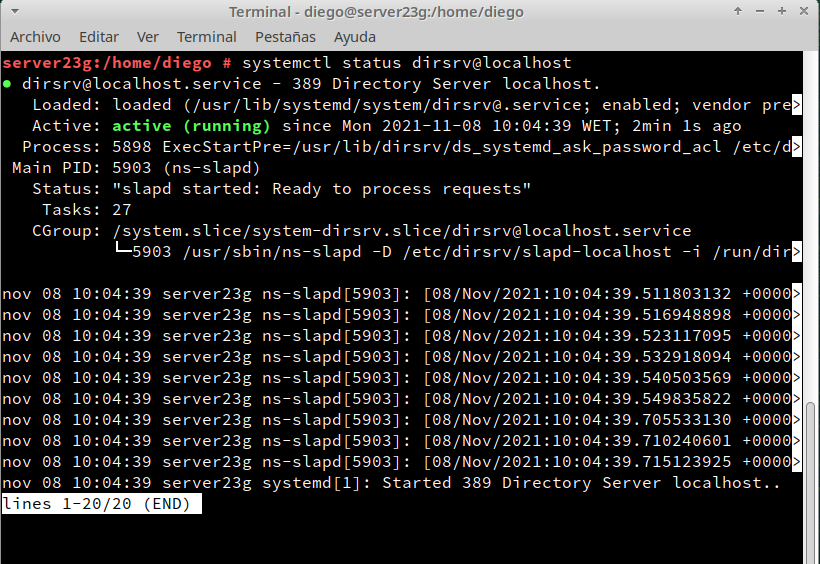 Terminal - diego@server23g:/home/diego
Archivo Editar Ver Terminal Pestañas Ayuda
server23g:/home/diego # systemctl status dirsrv@localhost
● dirsrv@localhost.service - 389 Directory Server localhost.
Loaded: loaded (/usr/lib/systemd/system/dirsrv@.service; enabled; vendor pre>
Active: active (running) since Mon 2021-11-08 10:04:39 WET; 2min 1s ago
Process: 5898 ExecStartPre=/usr/lib/dirsrv/ds_systemd_ask_password_acl /etc/d>
Main PID: 5903 (ns-slapd)
Status: "slapd started: Ready to process requests"
Tasks: 27
CGroup: /system.slice/system-dirsrv.slice/dirsrv@localhost.service
└─5903 /usr/sbin/ns-slapd -D /etc/dirsrv/slapd-localhost -i /run/dir>
nov 08 10:04:39 server23g ns-slapd[5903]: [08/Nov/2021:10:04:39.511803132 +0000>
nov 08 10:04:39 server23g ns-slapd[5903]: [08/Nov/2021:10:04:39.516948898 +0000>
nov 08 10:04:39 server23g ns-slapd[5903]: [08/Nov/2021:10:04:39.523117095 +0000>
nov 08 10:04:39 server23g ns-slapd[5903]: [08/Nov/2021:10:04:39.532918094 +0000>
nov 08 10:04:39 server23g ns-slapd[5903]: [08/Nov/2021:10:04:39.540503569 +0000>
nov 08 10:04:39 server23g ns-slapd[5903]: [08/Nov/2021:10:04:39.549835822 +0000>
nov 08 10:04:39 server23g ns-slapd[5903]: [08/Nov/2021:10:04:39.705533130 +0000>
nov 08 10:04:39 server23g ns-slapd[5903]: [08/Nov/2021:10:04:39.710240601 +0000>
nov 08 10:04:39 server23g ns-slapd[5903]: [08/Nov/2021:10:04:39.715123925 +0000>
nov 08 10:04:39 server23g systemd[1]: Started 389 Directory Server localhost..
lines 1-20/20 (END)